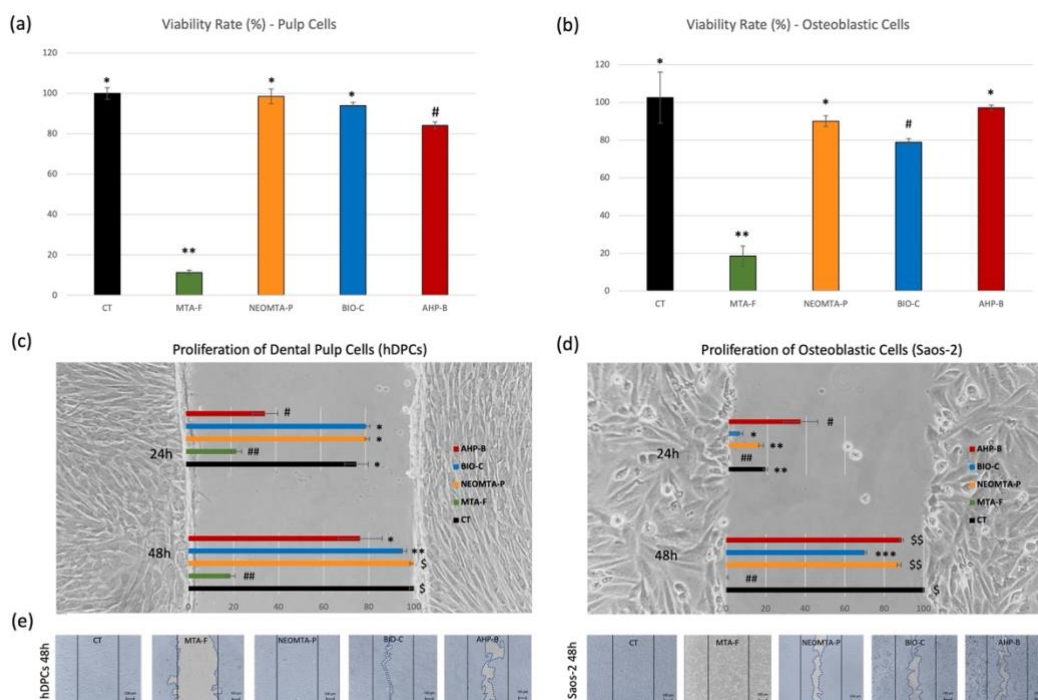 (a)
Viability Rate (%) - Pulp Cells
120
100
80
60
40
20
0
*
**
*
*
#
CT
MTA-F
NEOMTA-P
BIO-C
AHP-B
(b)
Viability Rate (%) - Osteoblastic Cells
120
100
80
60
40
20
0
*
**
*
#
*
CT
MTA-F
NEOMTA-P
BIO-C
AHP-B
(c)
Proliferation of Dental Pulp Cells (hDPCs)
24h
#
*
*
##
*
48h
*
**
$
##
$
AHP-B
BIO-C
NEOMTA-P
MTA-F
CT
0 20 40 60 80 100
(d)
Proliferation of Osteoblastic Cells (Saos-2)
24h
#
*
**
##
**
48h
$$
***
$$
##
$
AHP-B
BIO-C
NEOMTA-P
MTA-F
CT
0 20 40 60 80 100
(e)
hDPCs 48h
CT
MTA-F
NEOMTA-P
BIO-C
AHP-B
Saos-2 48h
CT
MTA-F
NEOMTA-P
BIO-C
AHP-B